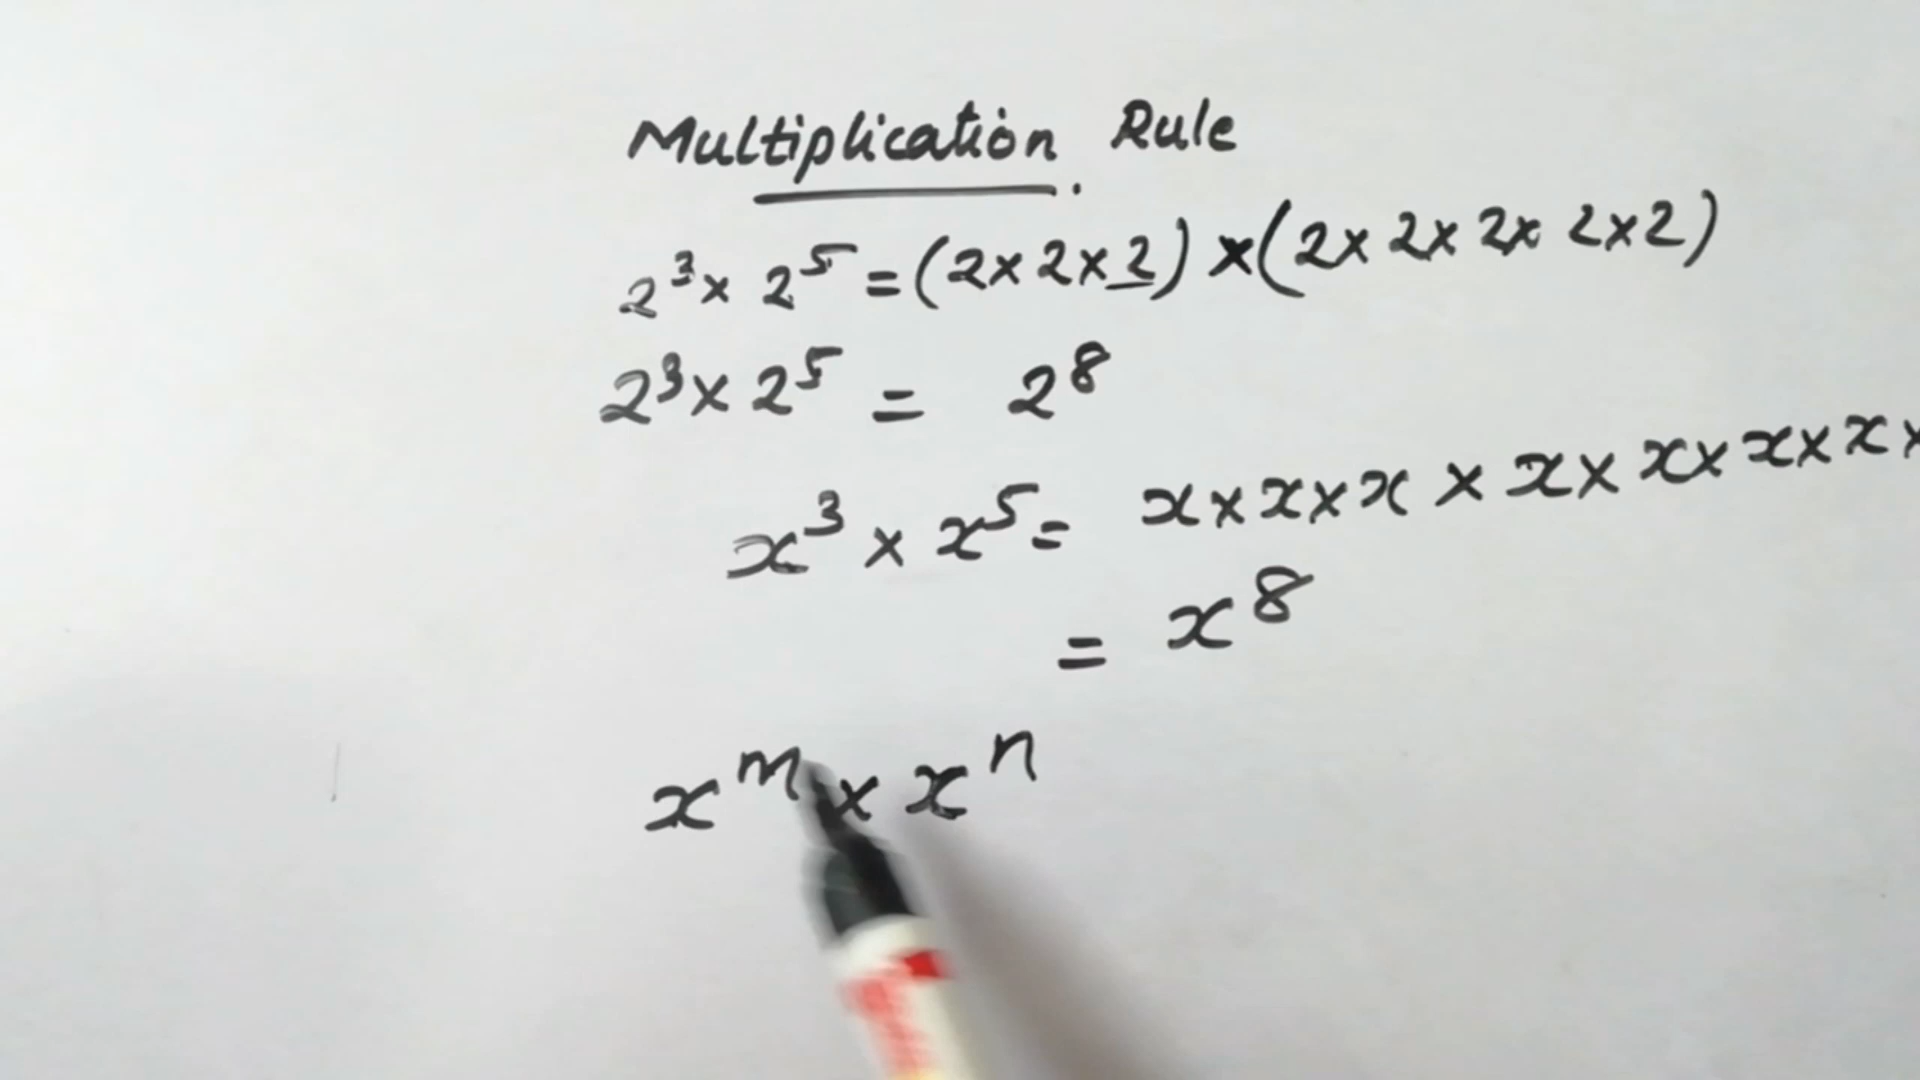 Multiplication. Rule
2³ × 2⁵ = (2 × 2 × 2) × (2 × 2 × 2 × 2 × 2)
2³ × 2⁵ = 2⁸
x³ × x⁵ = x × x × x × x × x × x × x ×
= x⁸
xᵐ × xⁿ